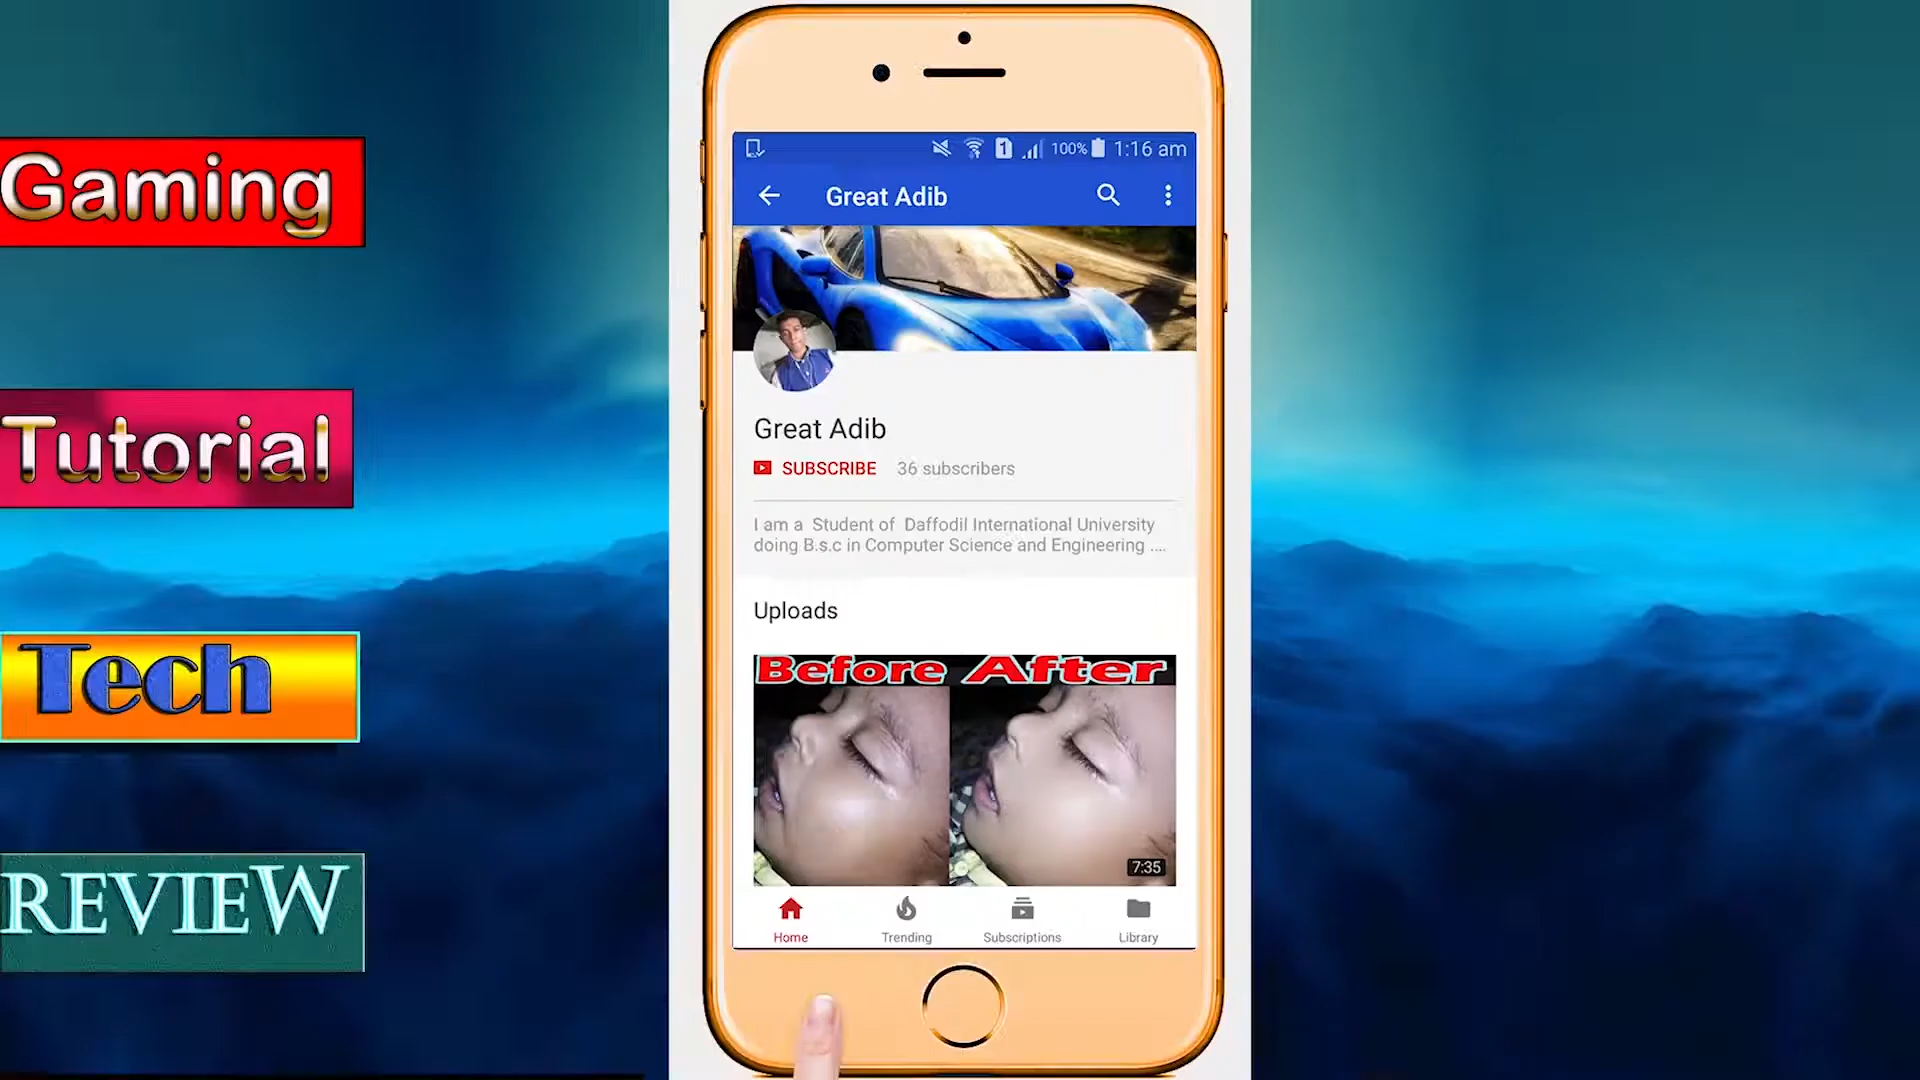 Gaming
Tutorial
Tech
REVIEW
1 100% 1:16 am
Great Adib
Great Adib
SUBSCRIBE 36 subscribers
I am a Student of Daffodil International University
doing B.s.c in Computer Science and Engineering ....
Uploads
Before After
7:35
Home Trending Subscriptions Library